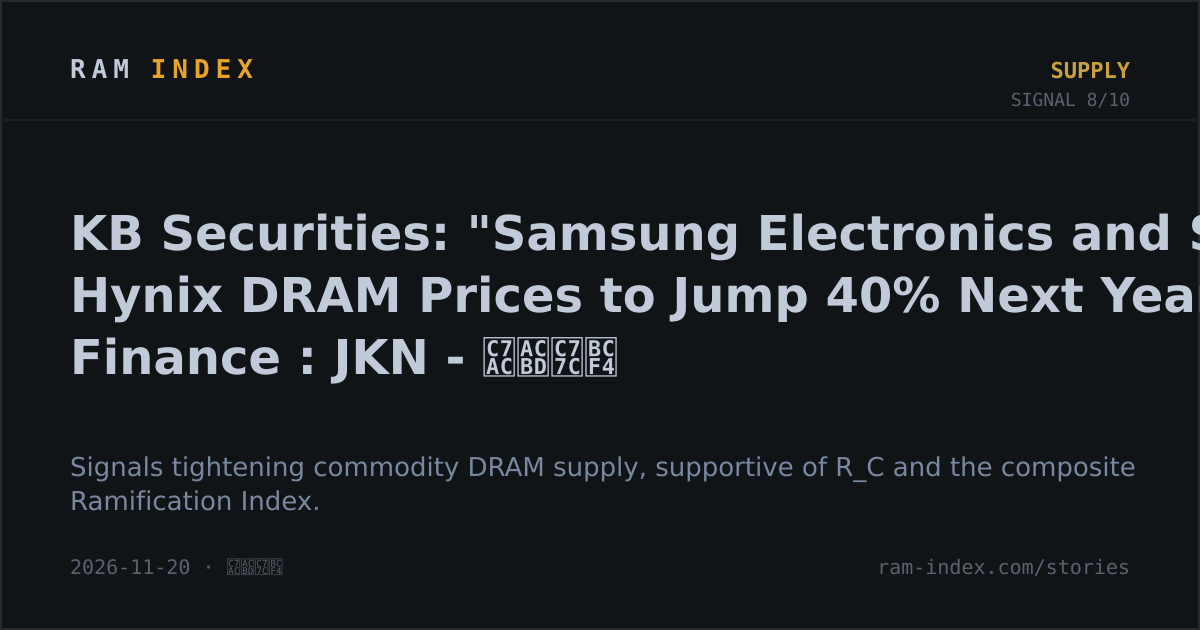 RAM INDEX
SUPPLY
SIGNAL 8/10
KB Securities: "Samsung Electronics and S
Hynix DRAM Prices to Jump 40% Next Yea
Finance : JKN -
Signals tightening commodity DRAM supply, supportive of R_C and the composite
Ramification Index.
2026-11-20 ·
ram-index.com/stories